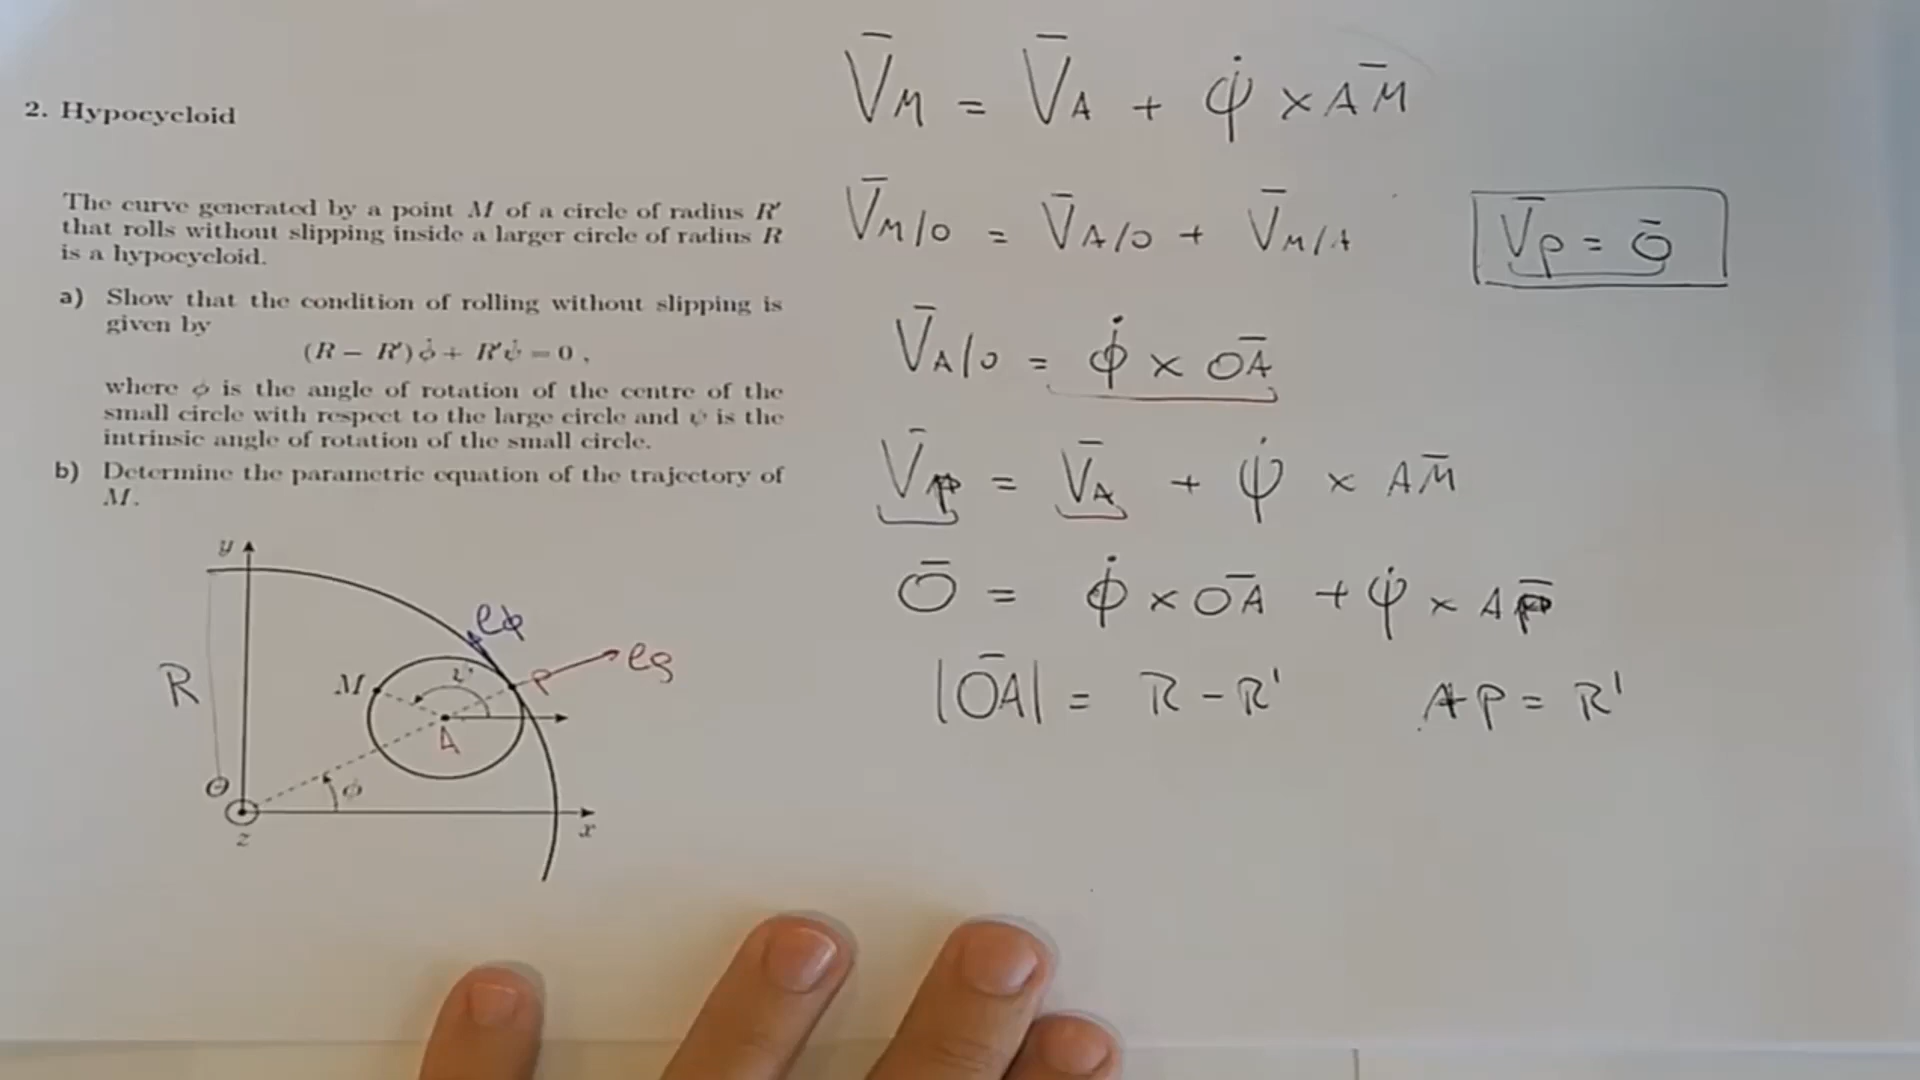 2. Hypocycloid
The curve generated by a point M of a circle of radius R′
that rolls without slipping inside a larger circle of radius R
is a hypocycloid.
a) Show that the condition of rolling without slipping is
given by
(R − R′)ϕ̇ + R′ψ̇ = 0 ,
where ϕ is the angle of rotation of the centre of the
small circle with respect to the large circle and ψ is the
intrinsic angle of rotation of the small circle.
b) Determine the parametric equation of the trajectory of
M.
y
R
M
ψ
eϕ
P
eρ
A
O
ϕ
z
x
V̄M = V̄A + ψ̇ × AM̄
V̄M/O = V̄A/O + V̄M/A
V̄P = Ō
V̄A/O = ϕ̇ × OĀ
V̄P = V̄A + ψ̇ × AM̄
Ō = ϕ̇ × OĀ + ψ̇ × AP̄
|OĀ| = R − R' AP = R'